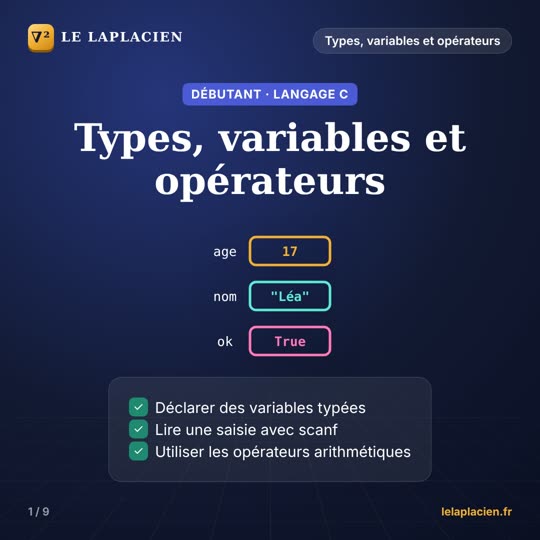 ∇² LE LAPLACIEN
Types, variables et opérateurs
DÉBUTANT · LANGAGE C
Types, variables et
opérateurs
age 17
nom "Léa"
ok True
Déclarer des variables typées
Lire une saisie avec scanf
Utiliser les opérateurs arithmétiques
1 / 9
lelaplacien.fr